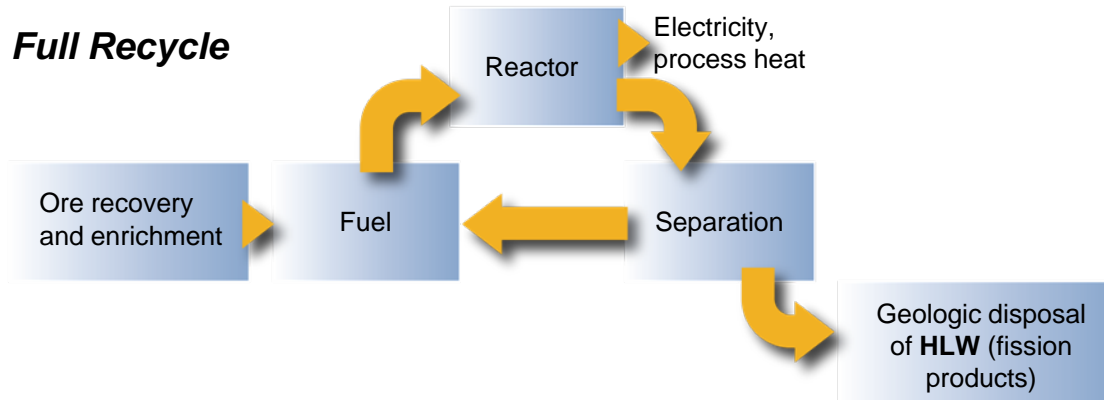 Full Recycle
Reactor
Electricity,
process heat
Ore recovery
and enrichment
Fuel
Separation
Geologic disposal
of HLW (fission
products)